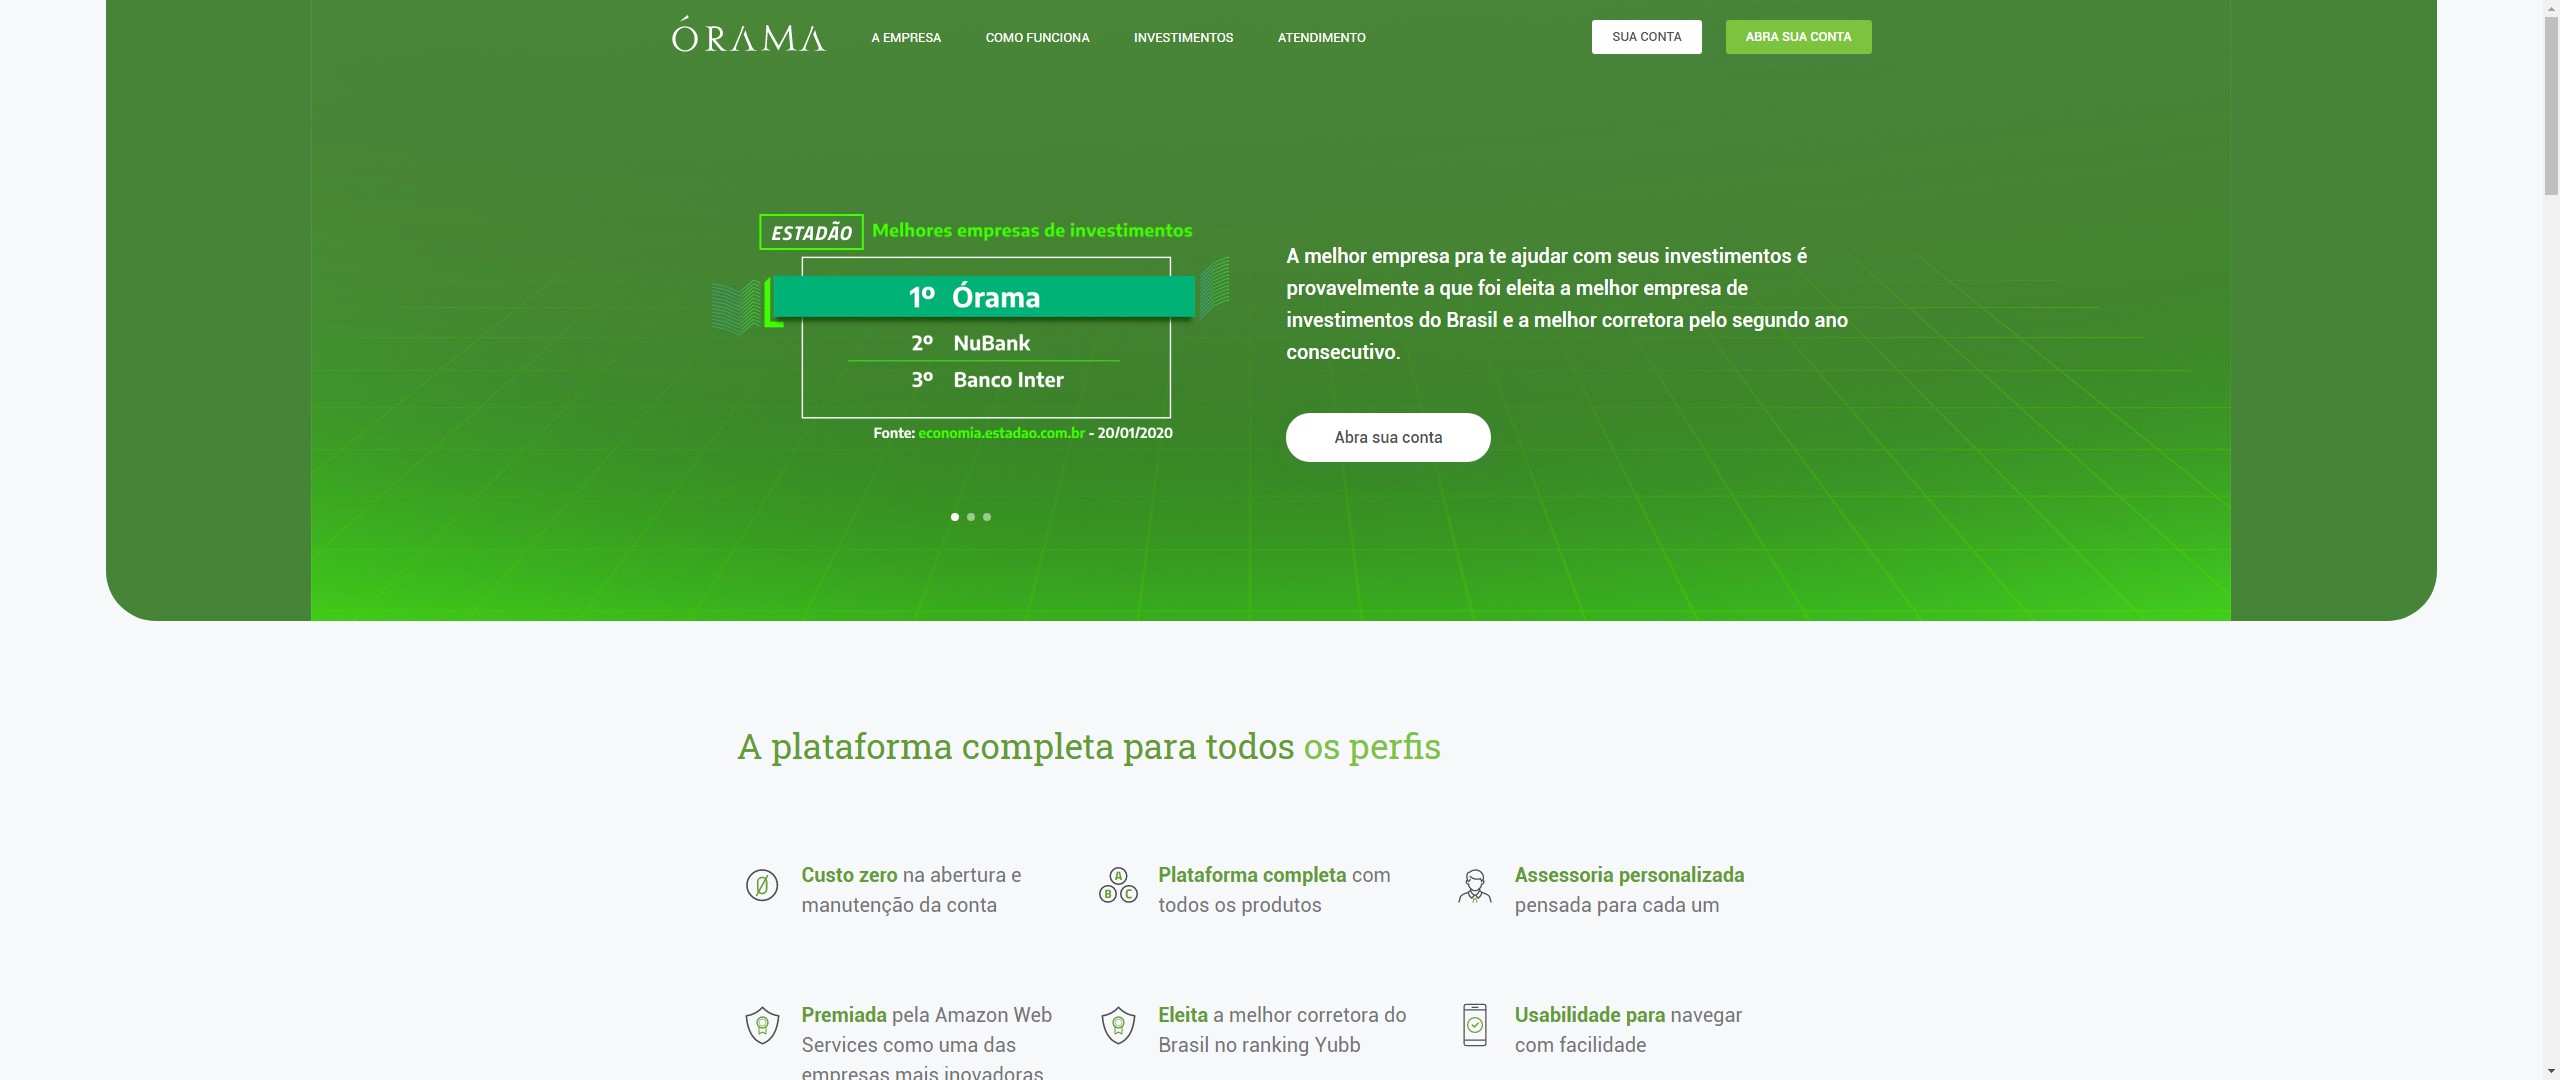 ÓRAMA
A EMPRESA
COMO FUNCIONA
INVESTIMENTOS
ATENDIMENTO
SUA CONTA
ABRA SUA CONTA
ESTADÃO Melhores empresas de investimentos
1º Órama
2º NuBank
3º Banco Inter
Fonte: economia.estadao.com.br - 20/01/2020
A melhor empresa pra te ajudar com seus investimentos é
provavelmente a que foi eleita a melhor empresa de
investimentos do Brasil e a melhor corretora pelo segundo ano
consecutivo.
Abra sua conta
A plataforma completa para todos os perfis
Custo zero na abertura e
manutenção da conta
A
B C
Plataforma completa com
todos os produtos
Assessoria personalizada
pensada para cada um
Premiada pela Amazon Web
Services como uma das
empresas mais inovadoras
Eleita a melhor corretora do
Brasil no ranking Yubb
Usabilidade para navegar
com facilidade